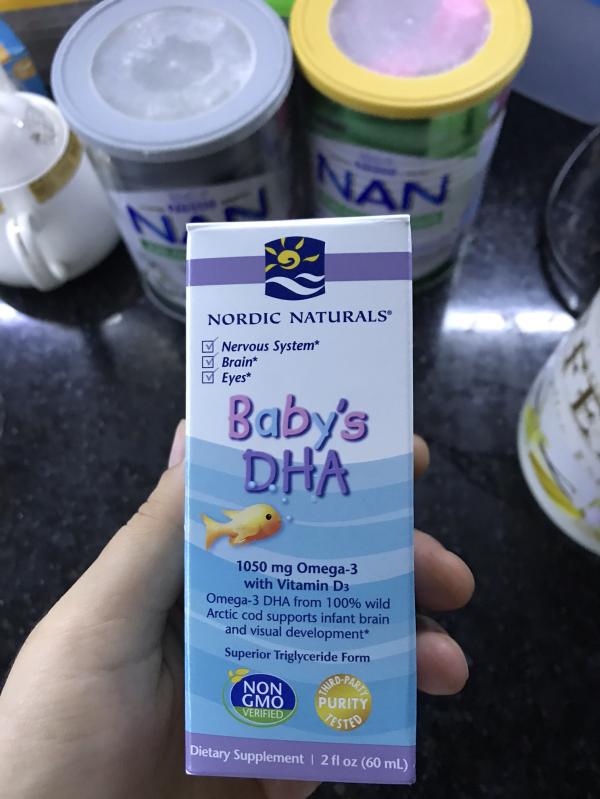 NAN
NAN
NORDIC NATURALS®
Nervous System*
Brain*
Eyes*
Baby's
DHA
1050 mg Omega-3
with Vitamin D3
Omega-3 DHA from 100% wild
Arctic cod supports infant brain
and visual development*
Superior Triglyceride Form
NON
GMO
VERIFIED
THIRD-PARTY
PURITY
TESTED
Dietary Supplement | 2 fl oz (60 mL)